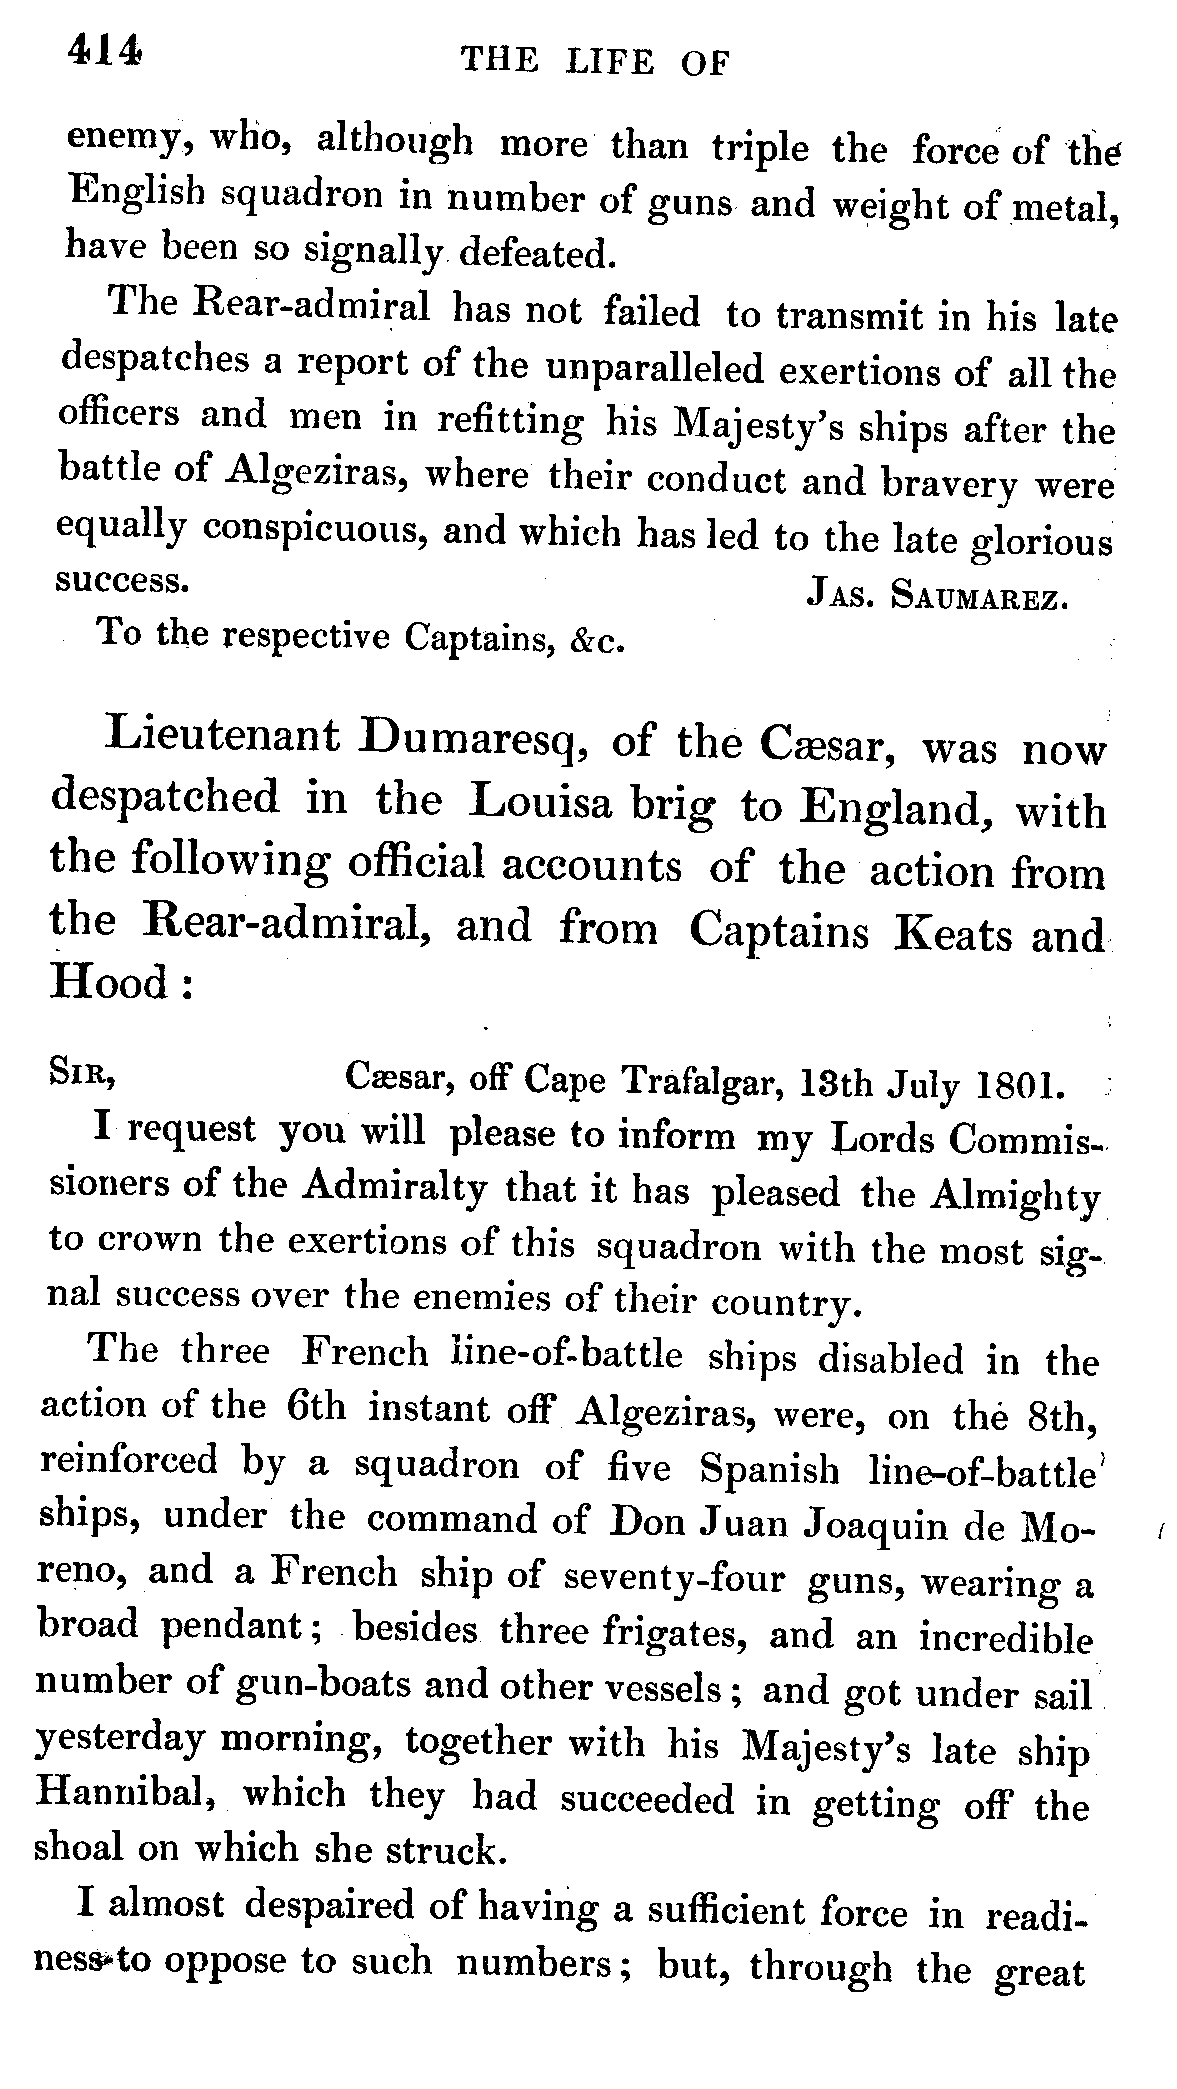 414 THE LIFE OF
enemy, who, although more than triple the force of the
English squadron in number of guns and weight of metal,
have been so signally defeated.
The Rear-admiral has not failed to transmit in his late
despatches a report of the unparalleled exertions of all the
officers and men in refitting his Majesty's ships after the
battle of Algeziras, where their conduct and bravery were
equally conspicuous, and which has led to the late glorious
success. JAS. SAUMAREZ.
To the respective Captains, &c.
Lieutenant Dumaresq, of the Cæsar, was now
despatched in the Louisa brig to England, with
the following official accounts of the action from
the Rear-admiral, and from Captains Keats and
Hood :
SIR, Cæsar, off Cape Trafalgar, 13th July 1801.
I request you will please to inform my Lords Commis-
sioners of the Admiralty that it has pleased the Almighty
to crown the exertions of this squadron with the most sig-
nal success over the enemies of their country.
The three French line-of-battle ships disabled in the
action of the 6th instant off Algeziras, were, on the 8th,
reinforced by a squadron of five Spanish line-of-battle
ships, under the command of Don Juan Joaquin de Mo-
reno, and a French ship of seventy-four guns, wearing a
broad pendant ; besides three frigates, and an incredible
number of gun-boats and other vessels ; and got under sail
yesterday morning, together with his Majesty's late ship
Hannibal, which they had succeeded in getting off the
shoal on which she struck.
I almost despaired of having a sufficient force in readi-
ness to oppose to such numbers ; but, through the great